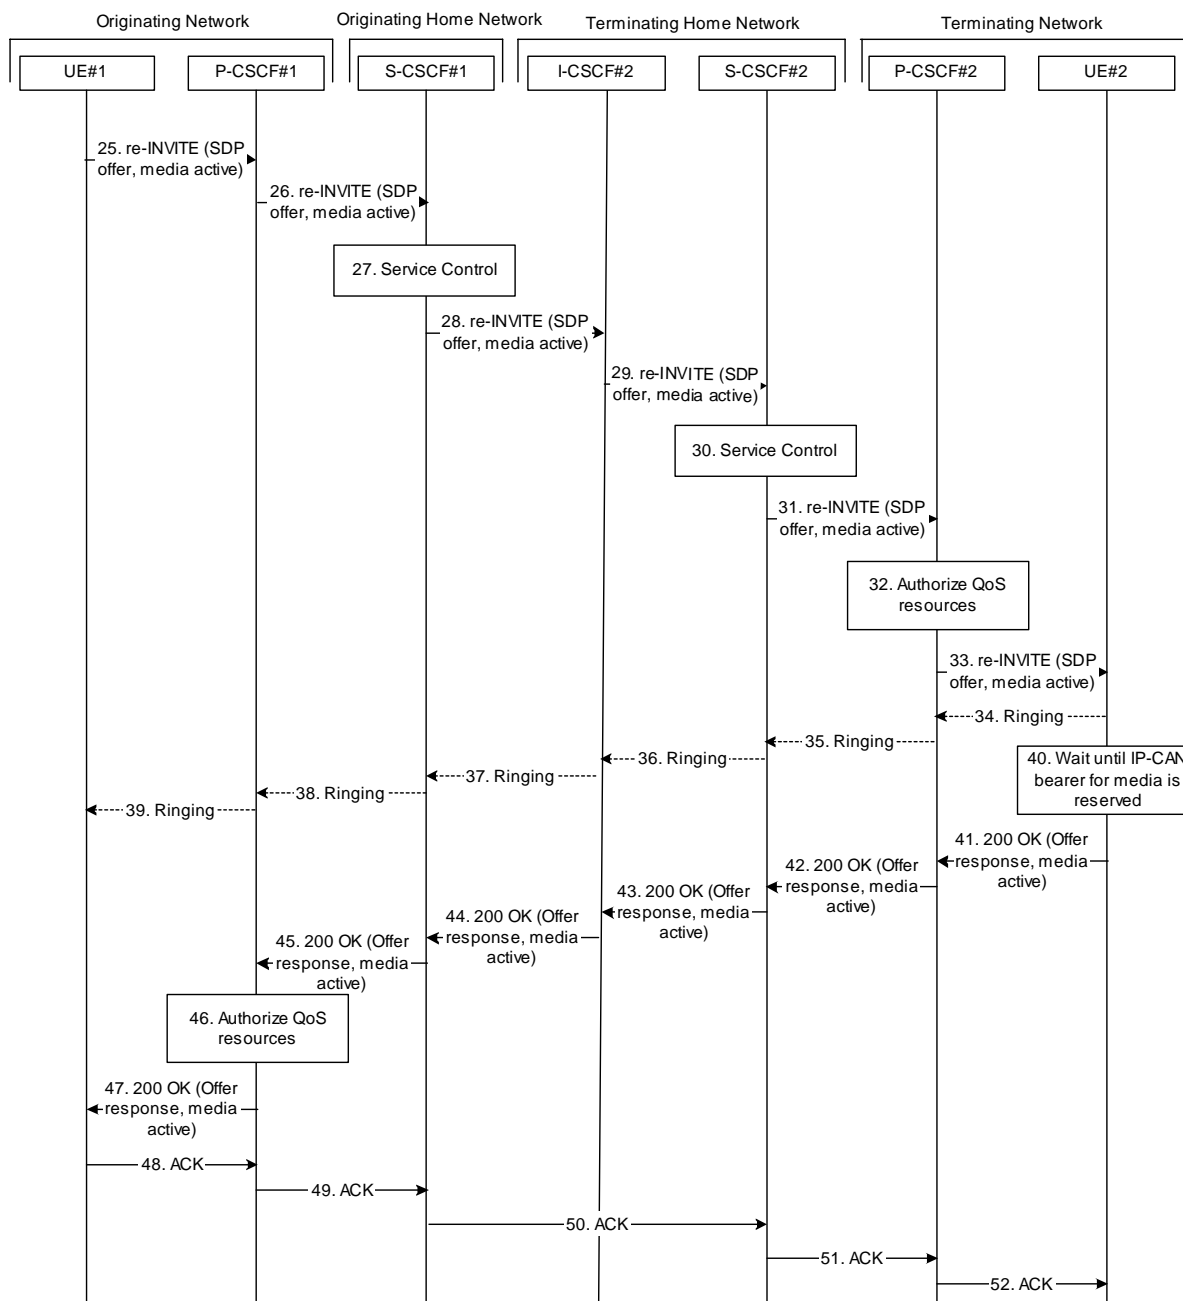 Originating Network
Originating Home Network
Terminating Home Network
Terminating Network
UE#1
P-CSCF#1
S-CSCF#1
I-CSCF#2
S-CSCF#2
P-CSCF#2
UE#2
25. re-INVITE (SDP
offer, media active)
26. re-INVITE (SDP
offer, media active)
27. Service Control
28. re-INVITE (SDP
offer, media active)
29. re-INVITE (SDP
offer, media active)
30. Service Control
31. re-INVITE (SDP
offer, media active)
32. Authorize QoS
resources
33. re-INVITE (SDP
offer, media active)
34. Ringing
35. Ringing
36. Ringing
37. Ringing
38. Ringing
39. Ringing
40. Wait until IP-CAN
bearer for media is
reserved
41. 200 OK (Offer
response, media
active)
42. 200 OK (Offer
response, media
active)
43. 200 OK (Offer
response, media
active)
44. 200 OK (Offer
response, media
active)
45. 200 OK (Offer
response, media
active)
46. Authorize QoS
resources
47. 200 OK (Offer
response, media
active)
48. ACK
49. ACK
50. ACK
51. ACK
52. ACK